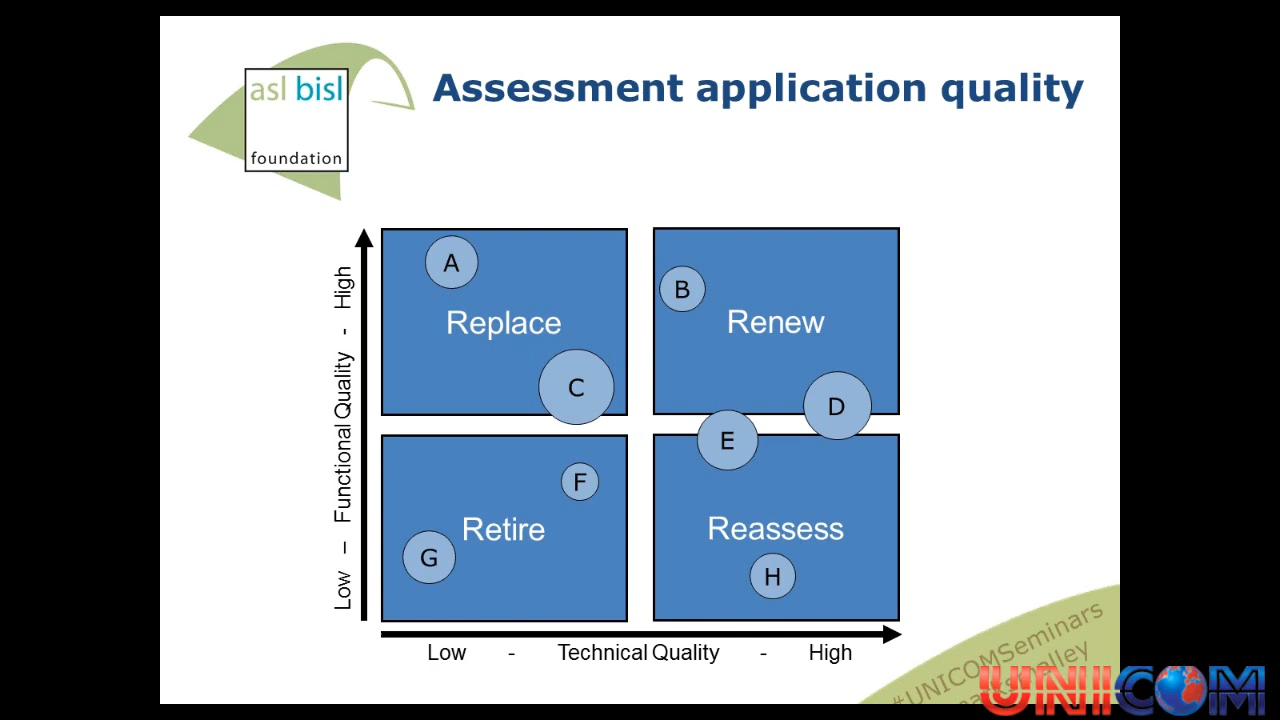 asl bisl
foundation
Assessment application quality
Low – Functional Quality - High
A
Replace
C
B
Renew
D
E
F
Retire
G
Reassess
H
Low - Technical Quality - High
#UNICOMSeminars
UNICOM